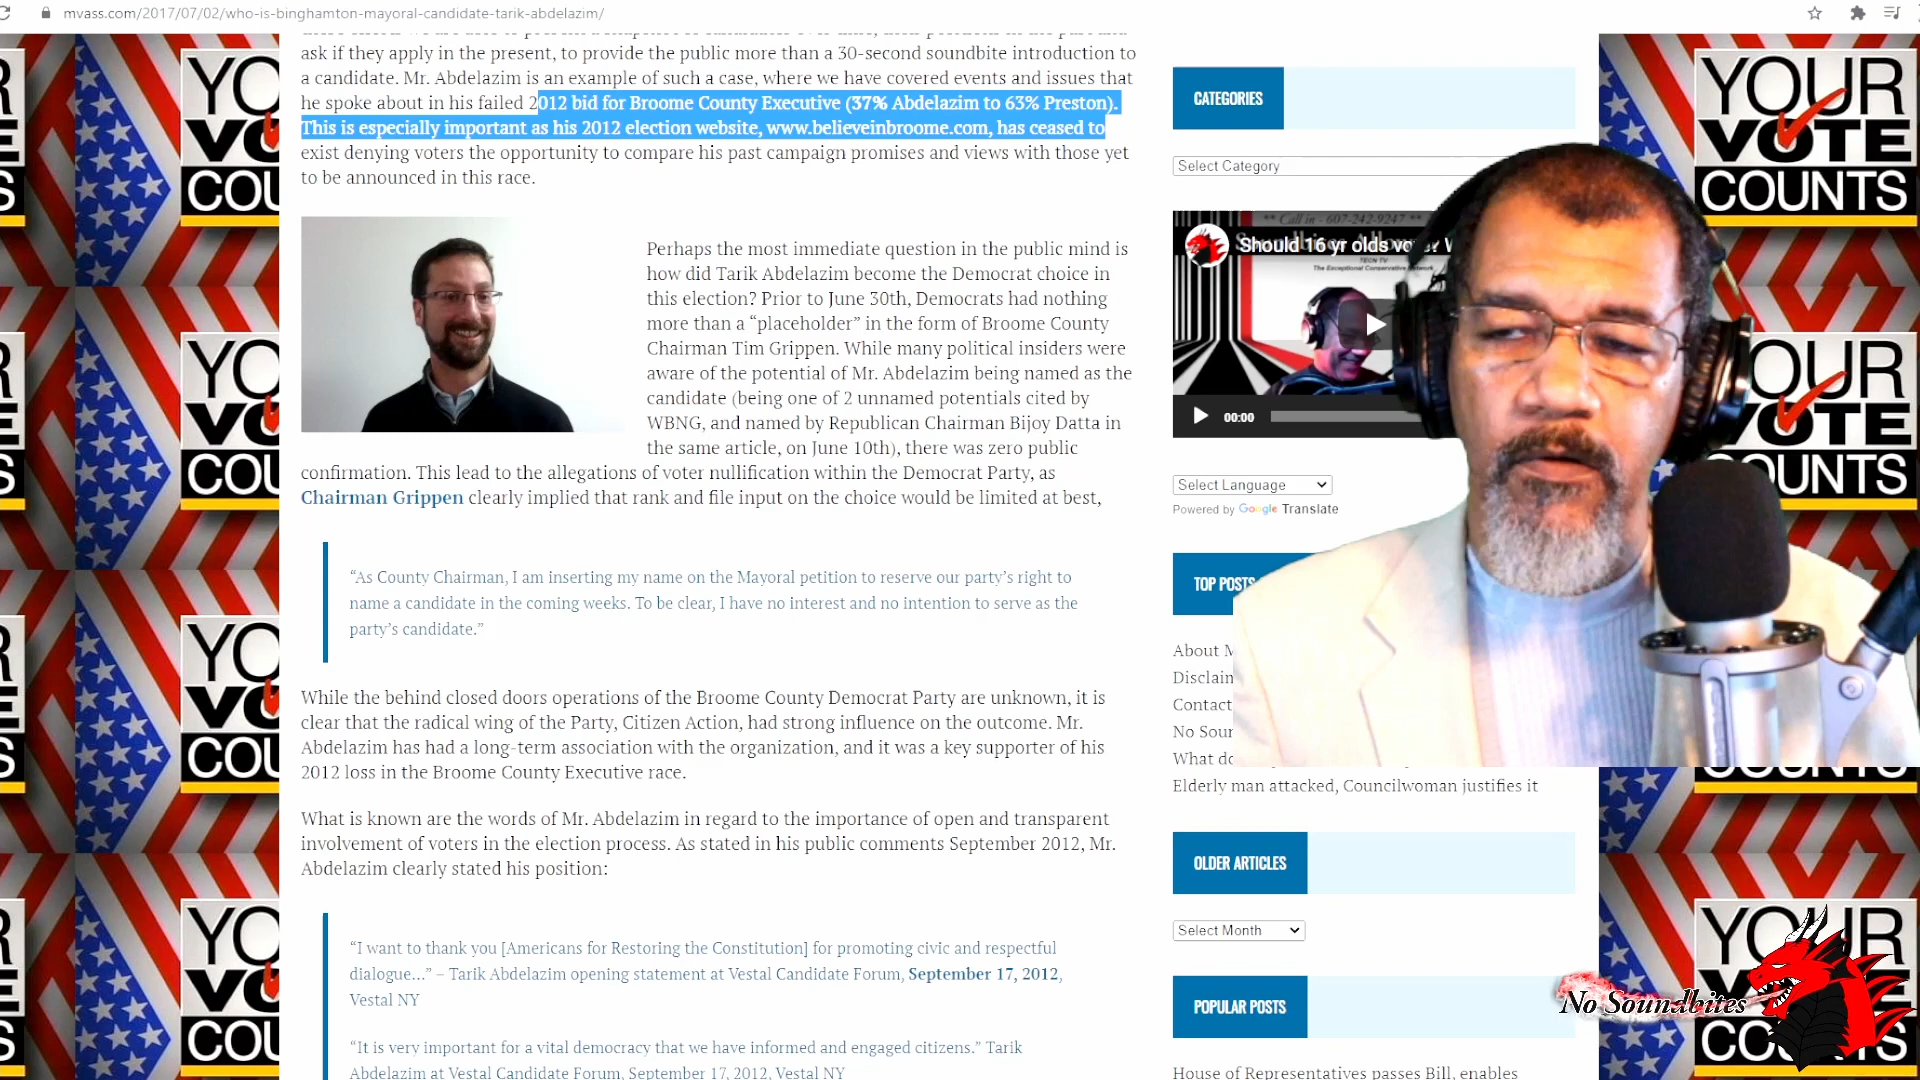 mvass.com/2017/07/02/who-is-binghamton-mayoral-candidate-tarik-abdelazim/
ask if they apply in the present, to provide the public more than a 30-second soundbite introduction to
a candidate. Mr. Abdelazim is an example of such a case, where we have covered events and issues that
he spoke about in his failed 2012 bid for Broome County Executive (37% Abdelazim to 63% Preston).
This is especially important as his 2012 election website, www.believeinbroome.com, has ceased to
exist denying voters the opportunity to compare his past campaign promises and views with those yet
to be announced in this race.
Perhaps the most immediate question in the public mind is
how did Tarik Abdelazim become the Democrat choice in
this election? Prior to June 30th, Democrats had nothing
more than a “placeholder” in the form of Broome County
Chairman Tim Grippen. While many political insiders were
aware of the potential of Mr. Abdelazim being named as the
candidate (being one of 2 unnamed potentials cited by
WBNG, and named by Republican Chairman Bijoy Datta in
the same article, on June 10th), there was zero public
confirmation. This lead to the allegations of voter nullification within the Democrat Party, as
Chairman Grippen clearly implied that rank and file input on the choice would be limited at best,
“As County Chairman, I am inserting my name on the Mayoral petition to reserve our party’s right to
name a candidate in the coming weeks. To be clear, I have no interest and no intention to serve as the
party’s candidate.”
While the behind closed doors operations of the Broome County Democrat Party are unknown, it is
clear that the radical wing of the Party, Citizen Action, had strong influence on the outcome. Mr.
Abdelazim has had a long-term association with the organization, and it was a key supporter of his
2012 loss in the Broome County Executive race.
What is known are the words of Mr. Abdelazim in regard to the importance of open and transparent
involvement of voters in the election process. As stated in his public comments September 2012, Mr.
Abdelazim clearly stated his position:
“I want to thank you [Americans for Restoring the Constitution] for promoting civic and respectful
dialogue…” – Tarik Abdelazim opening statement at Vestal Candidate Forum, September 17, 2012,
Vestal NY
“It is very important for a vital democracy that we have informed and engaged citizens.” Tarik
Abdelazim at Vestal Candidate Forum, September 17, 2012, Vestal NY
CATEGORIES
Select Category
** Call in - 607-242-9247 **
Should 16 yr olds vote? W
TECN TV
The Exceptional Conservative Network
00:00
Select Language
Powered by Google Translate
TOP POSTS
About M
Disclaim
Contact
No Soun
What do
Elderly man attacked, Councilwoman justifies it
OLDER ARTICLES
Select Month
POPULAR POSTS
House of Representatives passes Bill, enables
YOUR
VOTE
COUNTS
No Soundbites